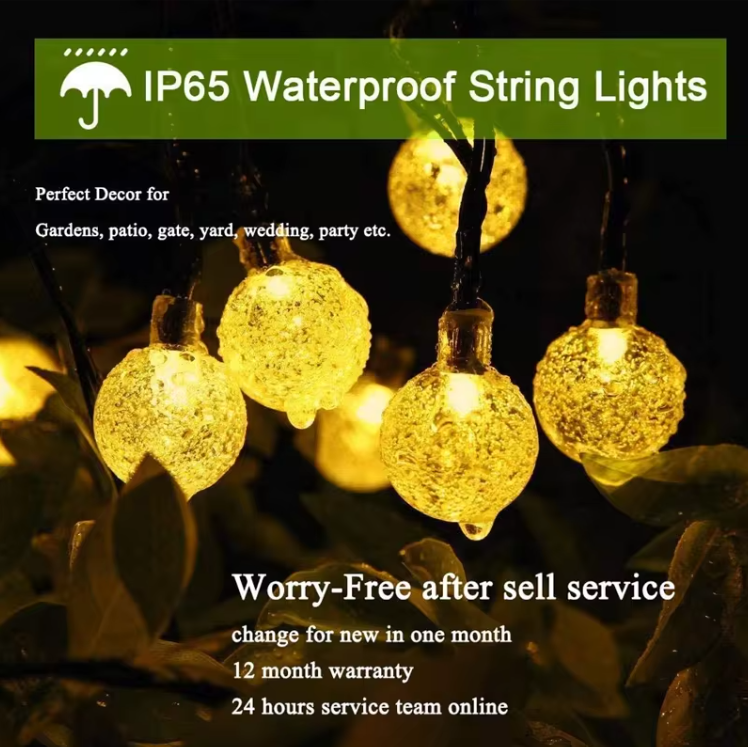 IP65 Waterproof String Lights
Perfect Decor for
Gardens, patio, gate, yard, wedding, party etc.
Worry-Free after sell service
change for new in one month
12 month warranty
24 hours service team online